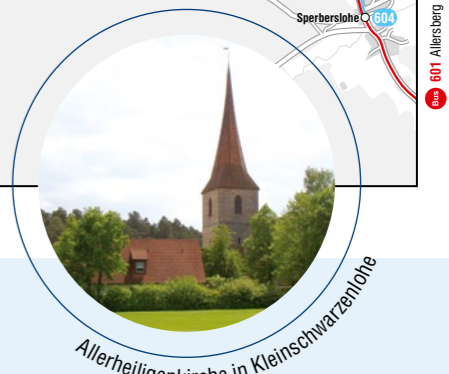 Sperberslohe 604
Bus 601 Allersberg
Allerheiligenkirche in Kleinschwarzenlohe